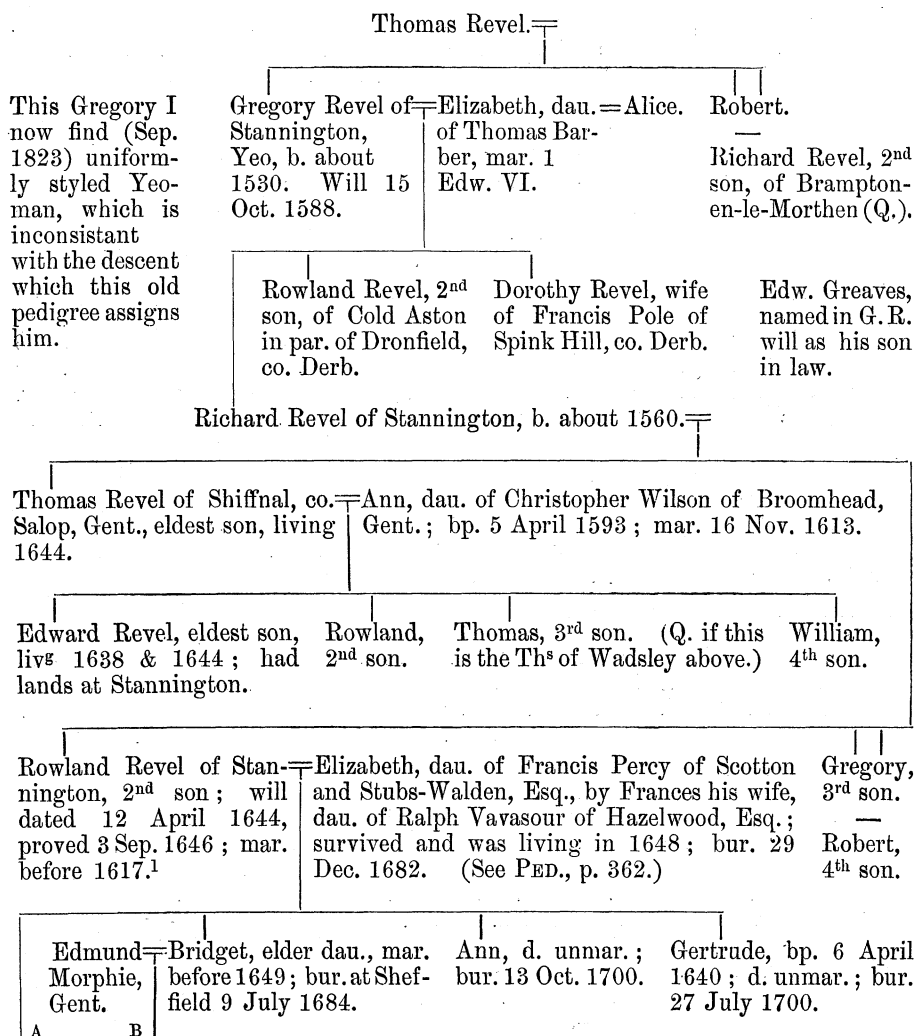 Thomas Revel.
This Gregory I
now find (Sep.
1823) uniform-
ly styled Yeo-
man, which is
inconsistant
with the descent
which this old
pedigree assigns
him.
Gregory Revel of
Stannington,
Yeo, b. about
1530. Will 15
Oct. 1588.
Elizabeth, dau.
of Thomas Bar-
ber, mar. 1
Edw. VI.
= Alice.
Robert.
—
Richard Revel, 2nd
son, of Brampton-
en-le-Morthen (Q.).
Rowland Revel, 2nd
son, of Cold Aston
in par. of Dronfield,
co. Derb.
Dorothy Revel, wife
of Francis Pole of
Spink Hill, co. Derb.
Edw. Greaves,
named in G. R.
will as his son
in law.
Richard Revel of Stannington, b. about 1560.
Thomas Revel of Shiffnal, co.
Salop, Gent., eldest son, living
1644.
Ann, dau. of Christopher Wilson of Broomhead,
Gent.; bp. 5 April 1593; mar. 16 Nov. 1613.
Edward Revel, eldest son,
livg 1638 & 1644; had
lands at Stannington.
Rowland,
2nd son.
Thomas, 3rd son. (Q. if this
is the Ths of Wadsley above.)
William,
4th son.
Rowland Revel of Stan-
nington, 2nd son; will
dated 12 April 1644,
proved 3 Sep. 1646; mar.
before 1617.1
Elizabeth, dau. of Francis Percy of Scotton
and Stubs-Walden, Esq., by Frances his wife,
dau. of Ralph Vavasour of Hazelwood, Esq.;
survived and was living in 1648; bur. 29
Dec. 1682. (See PED., p. 362.)
Gregory,
3rd son.
—
Robert,
4th son.
Edmund
Morphie,
Gent.
Bridget, elder dau., mar.
before 1649; bur. at Shef-
field 9 July 1684.
Ann, d. unmar.;
bur. 13 Oct. 1700.
Gertrude, bp. 6 April
1640; d. unmar.; bur.
27 July 1700.
A B